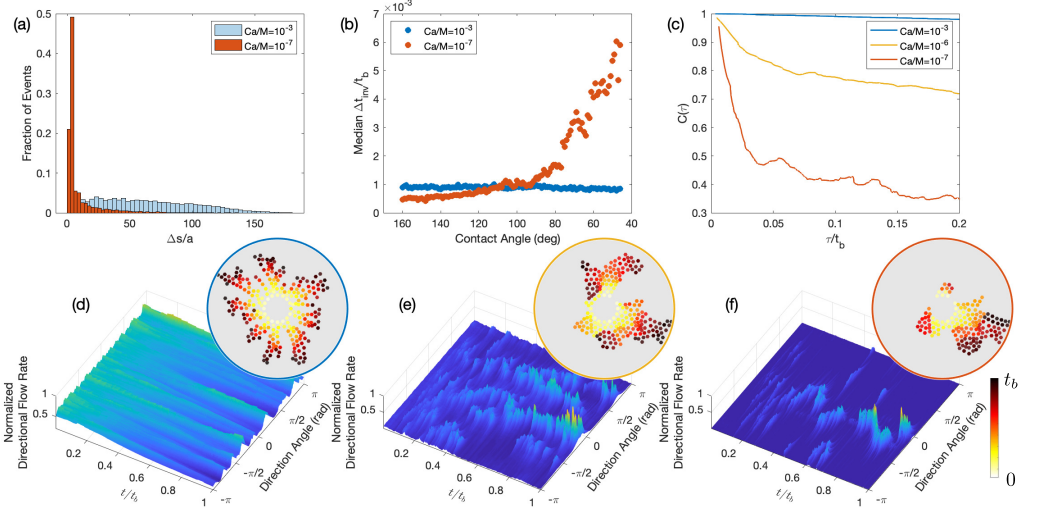 (a)
0.5
0.4
0.3
0.2
0.1
0
Fraction of Events
Ca/M=10⁻³
Ca/M=10⁻⁷
0 50 100 150
Δs/a
(b)
×10⁻³
7
6
5
4
3
2
1
0
Median Δt_inv/t_b
Ca/M=10⁻³
Ca/M=10⁻⁷
160 140 120 100 80 60 40
Contact Angle (deg)
(c)
1
0.9
0.8
0.7
0.6
0.5
0.4
0.3
C(τ)
Ca/M=10⁻³
Ca/M=10⁻⁶
Ca/M=10⁻⁷
0 0.05 0.1 0.15 0.2
τ/t_b
(d)
Normalized
Directional Flow Rate
1
0.5
0.2 0.4 0.6 0.8 1
t/t_b
-π -π/2 0 π/2 π
Direction Angle (rad)
(e)
Normalized
Directional Flow Rate
1
0.5
0.2 0.4 0.6 0.8 1
t/t_b
-π -π/2 0 π/2 π
Direction Angle (rad)
(f)
Normalized
Directional Flow Rate
1
0.5
0.2 0.4 0.6 0.8 1
t/t_b
-π -π/2 0 π/2 π
Direction Angle (rad)
t_b
0